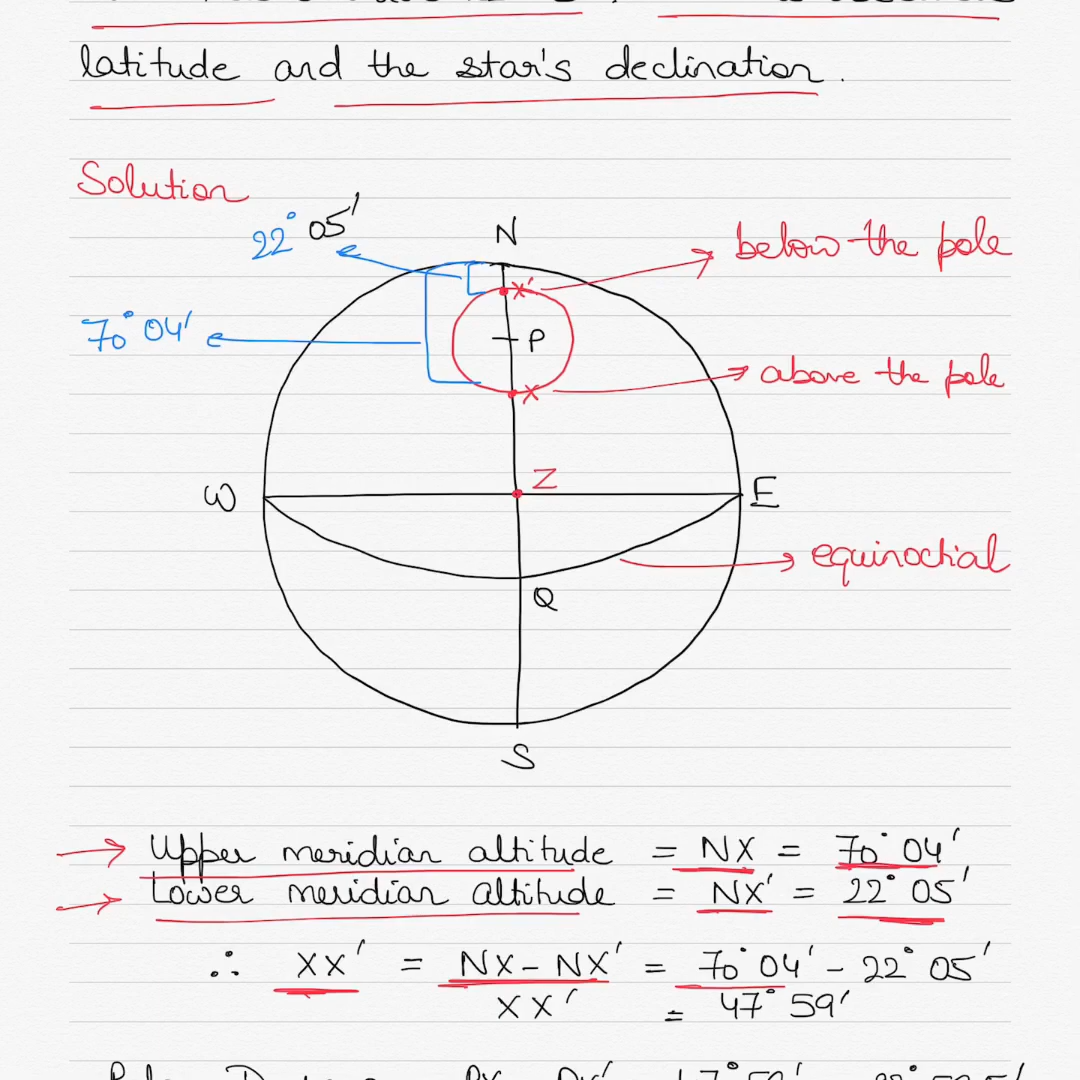 latitude and the star's declination.
Solution
22° 05'
N
below the pole
X'
70° 04'
P
above the pole
X
Z
W
E
equinoctial
Q
S
→ Upper meridian altitude = NX = 70° 04'
→ Lower meridian altitude = NX' = 22° 05'
∴ XX' = NX - NX' = 70° 04' - 22° 05'
XX' = 47° 59'